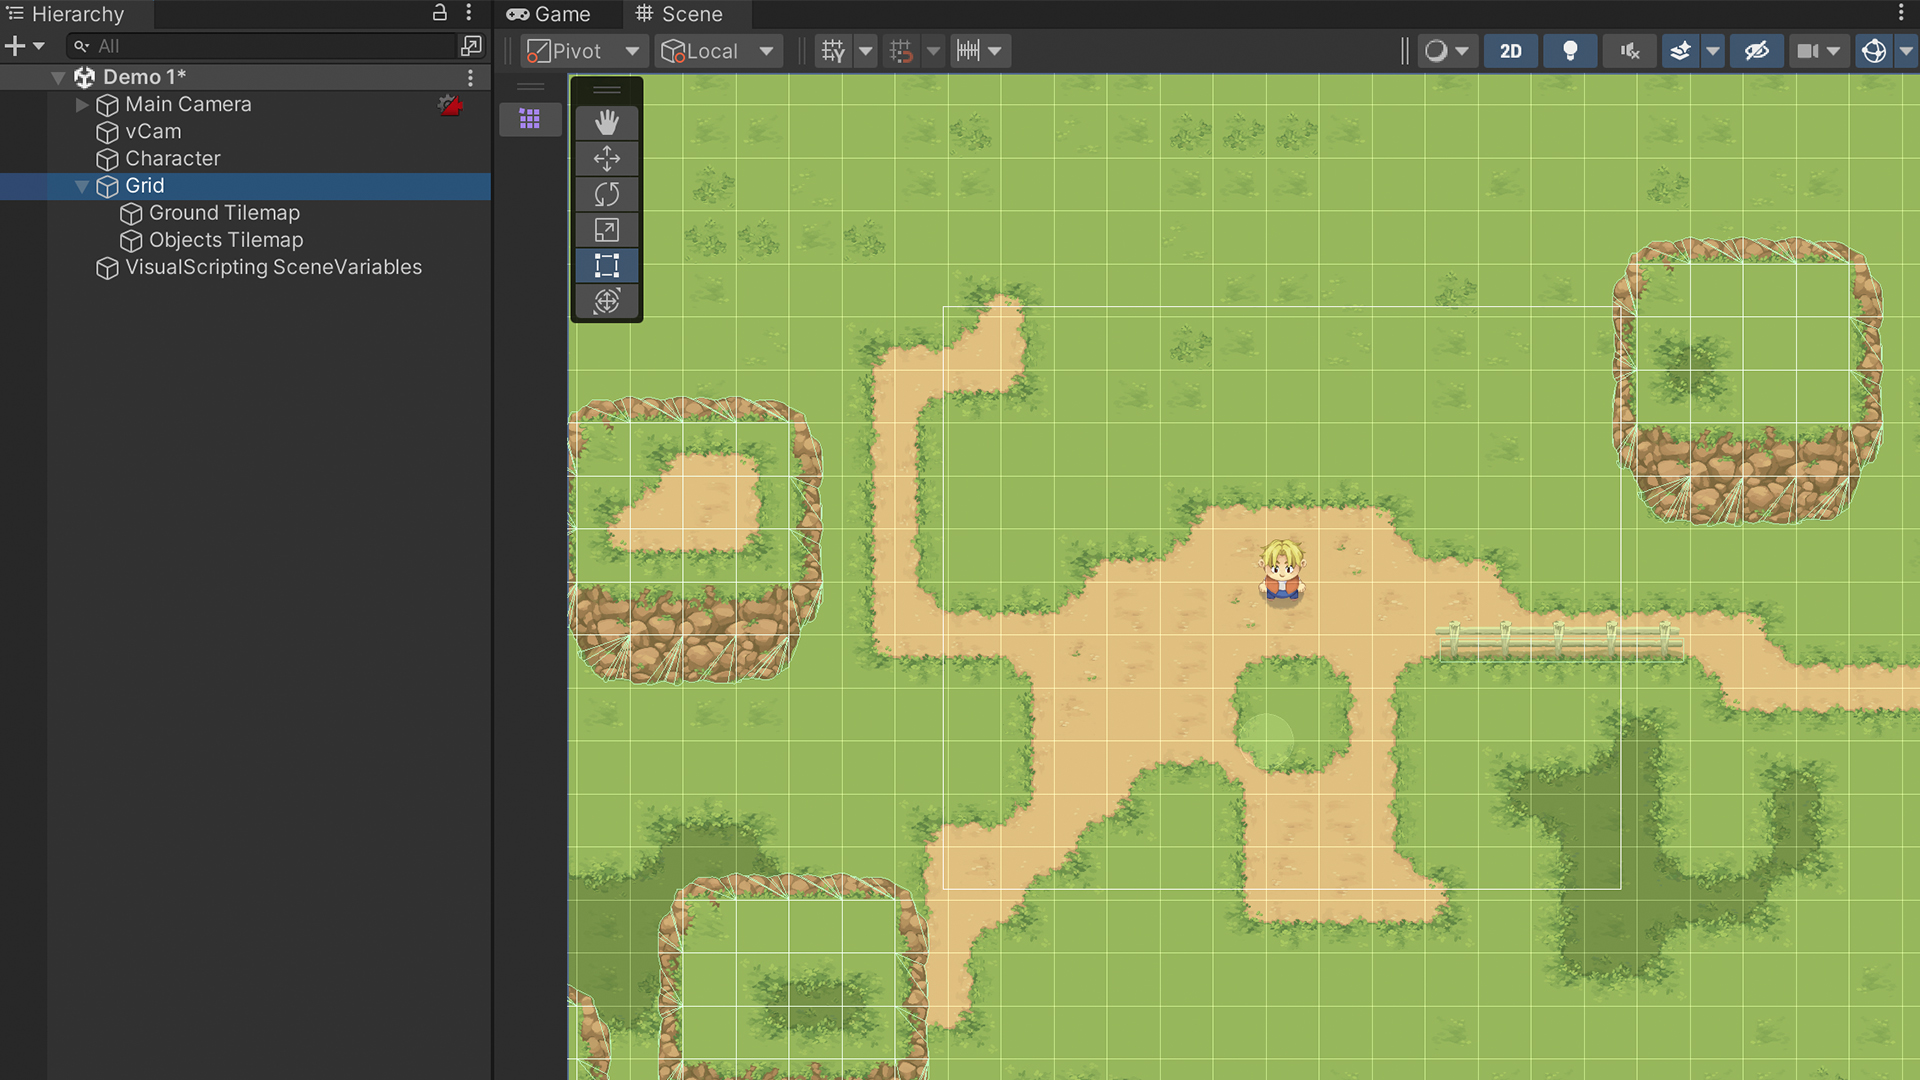 Hierarchy
Game
Scene
All
Pivot
Local
2D
Demo 1*
Main Camera
vCam
Character
Grid
Ground Tilemap
Objects Tilemap
VisualScripting SceneVariables